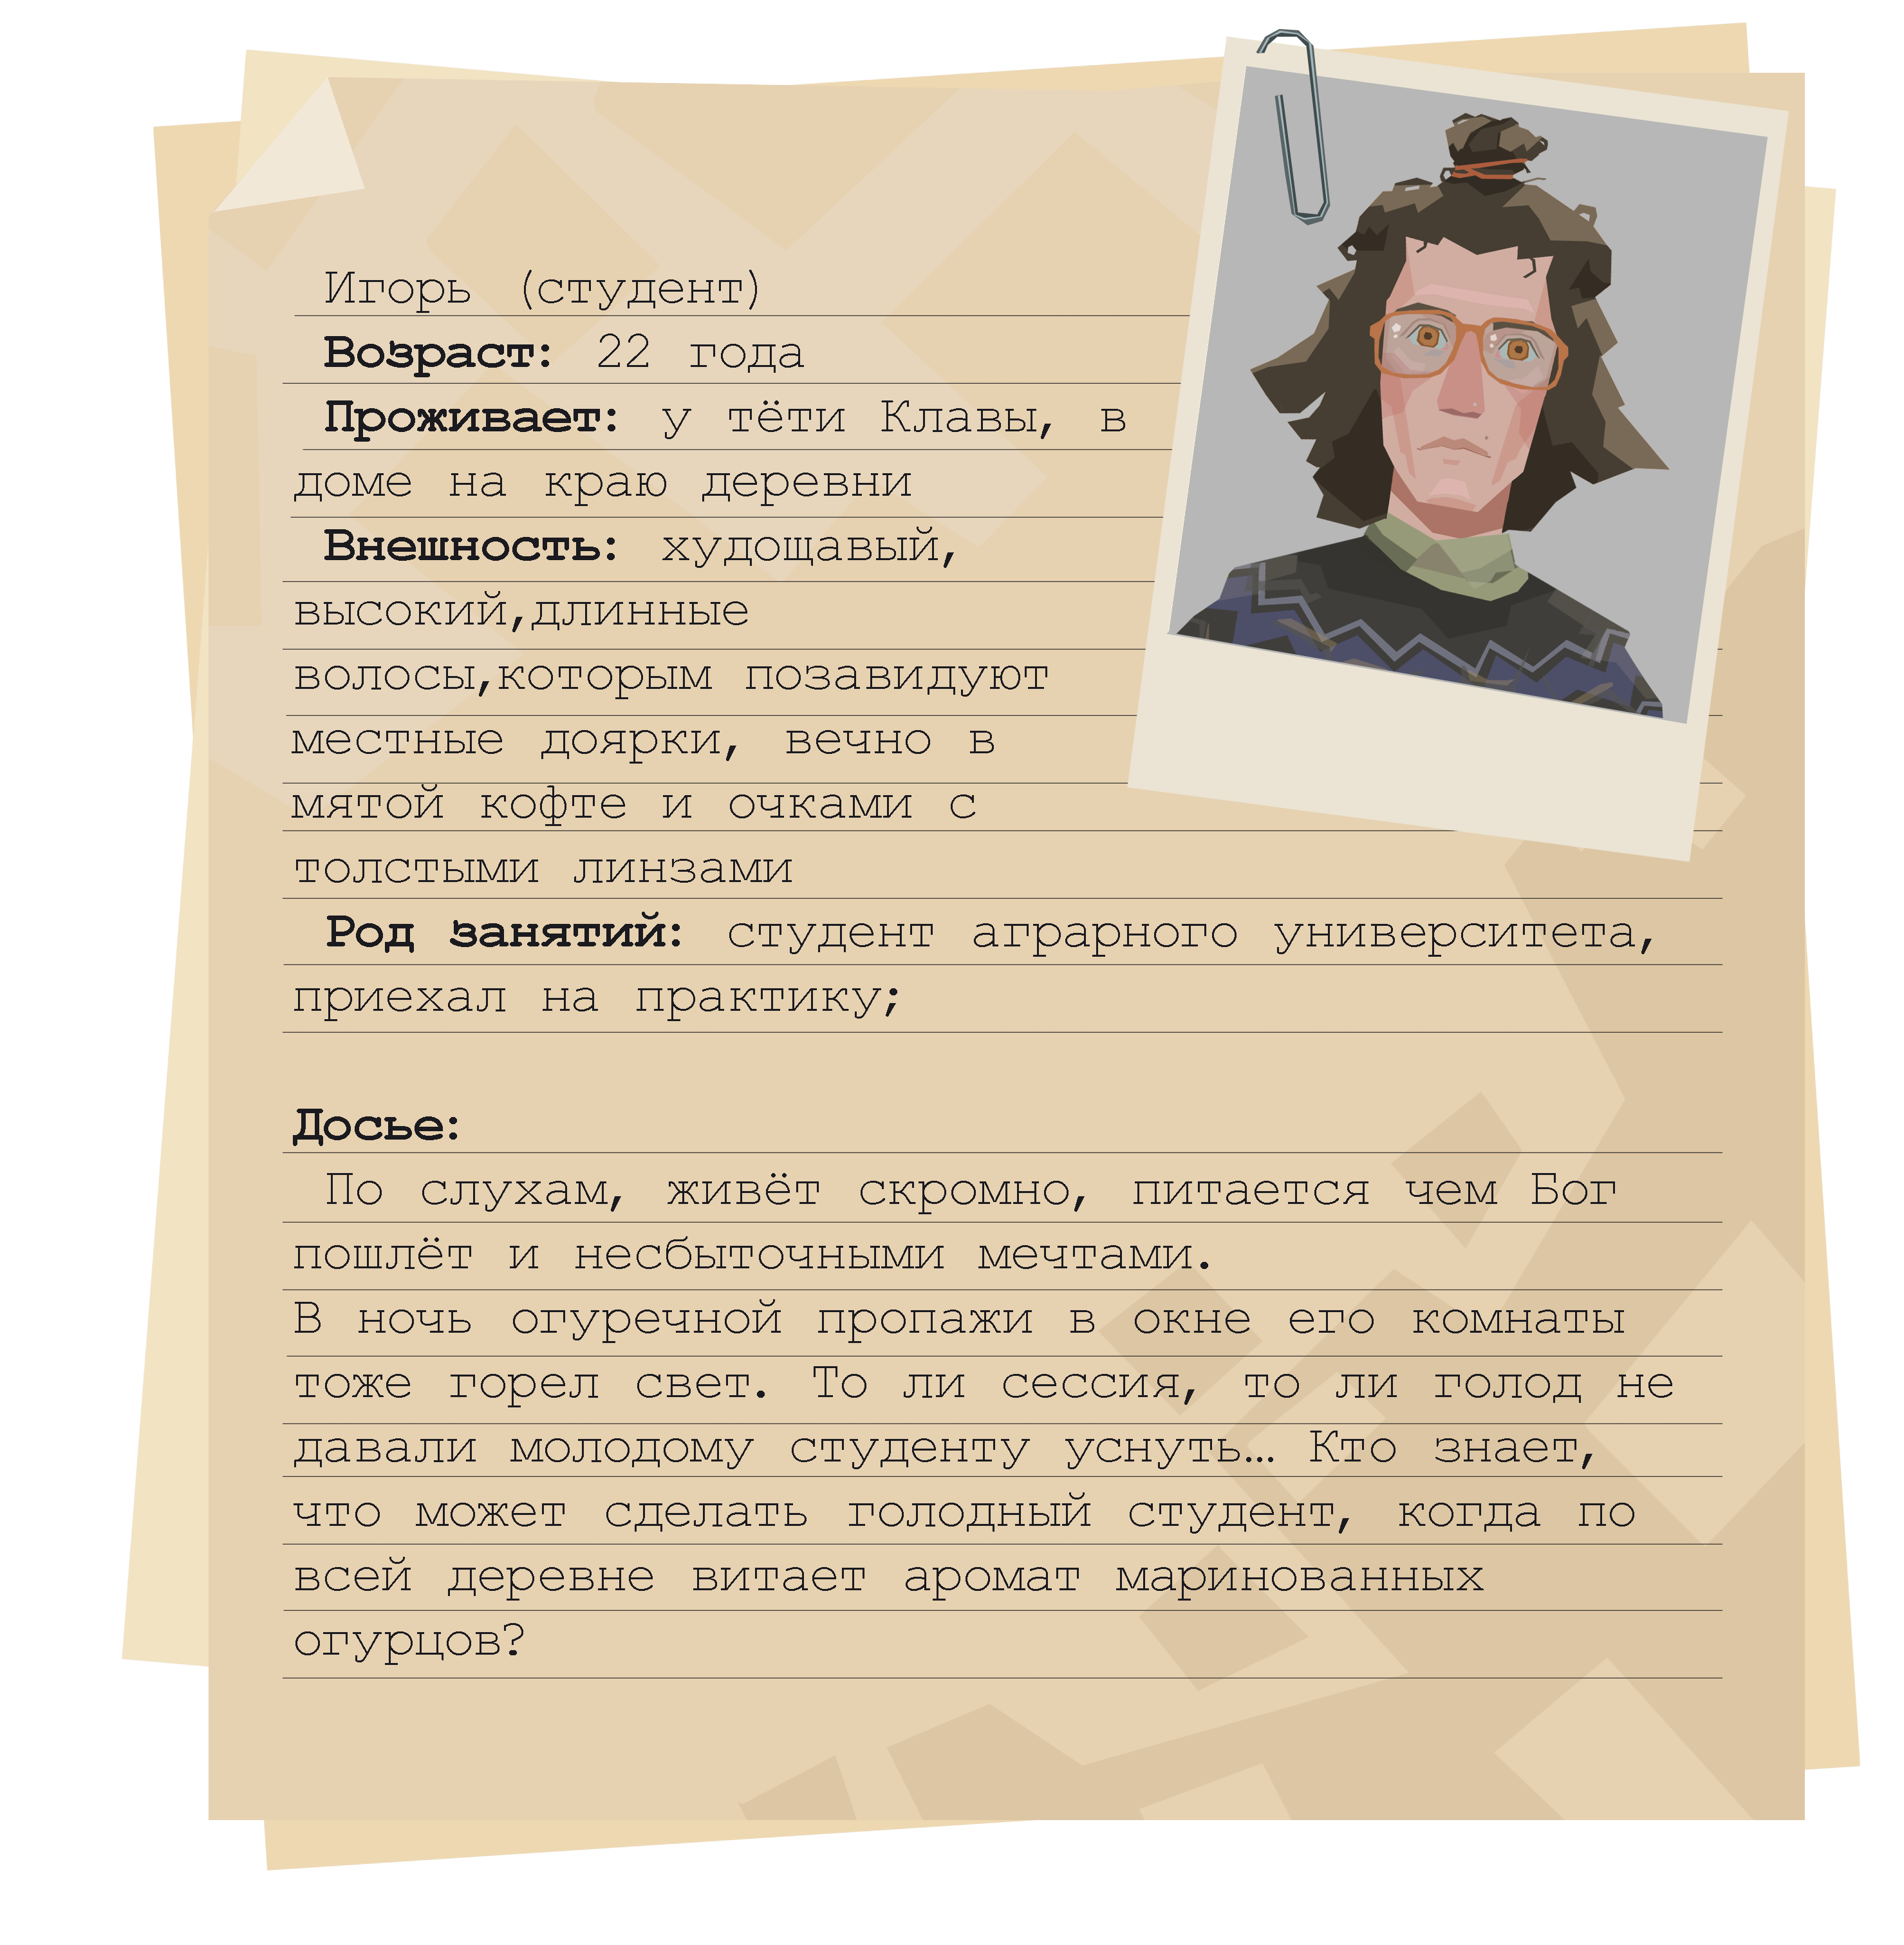 Игорь (студент)
Возраст: 22 года
Проживает: у тёти Клавы, в
доме на краю деревни
Внешность: худощавый,
высокий,длинные
волосы,которым позавидуют
местные доярки, вечно в
мятой кофте и очками с
толстыми линзами
Род занятий: студент аграрного университета,
приехал на практику;
Досье:
По слухам, живёт скромно, питается чем Бог
пошлёт и несбыточными мечтами.
В ночь огуречной пропажи в окне его комнаты
тоже горел свет. То ли сессия, то ли голод не
давали молодому студенту уснуть… Кто знает,
что может сделать голодный студент, когда по
всей деревне витает аромат маринованных
огурцов?